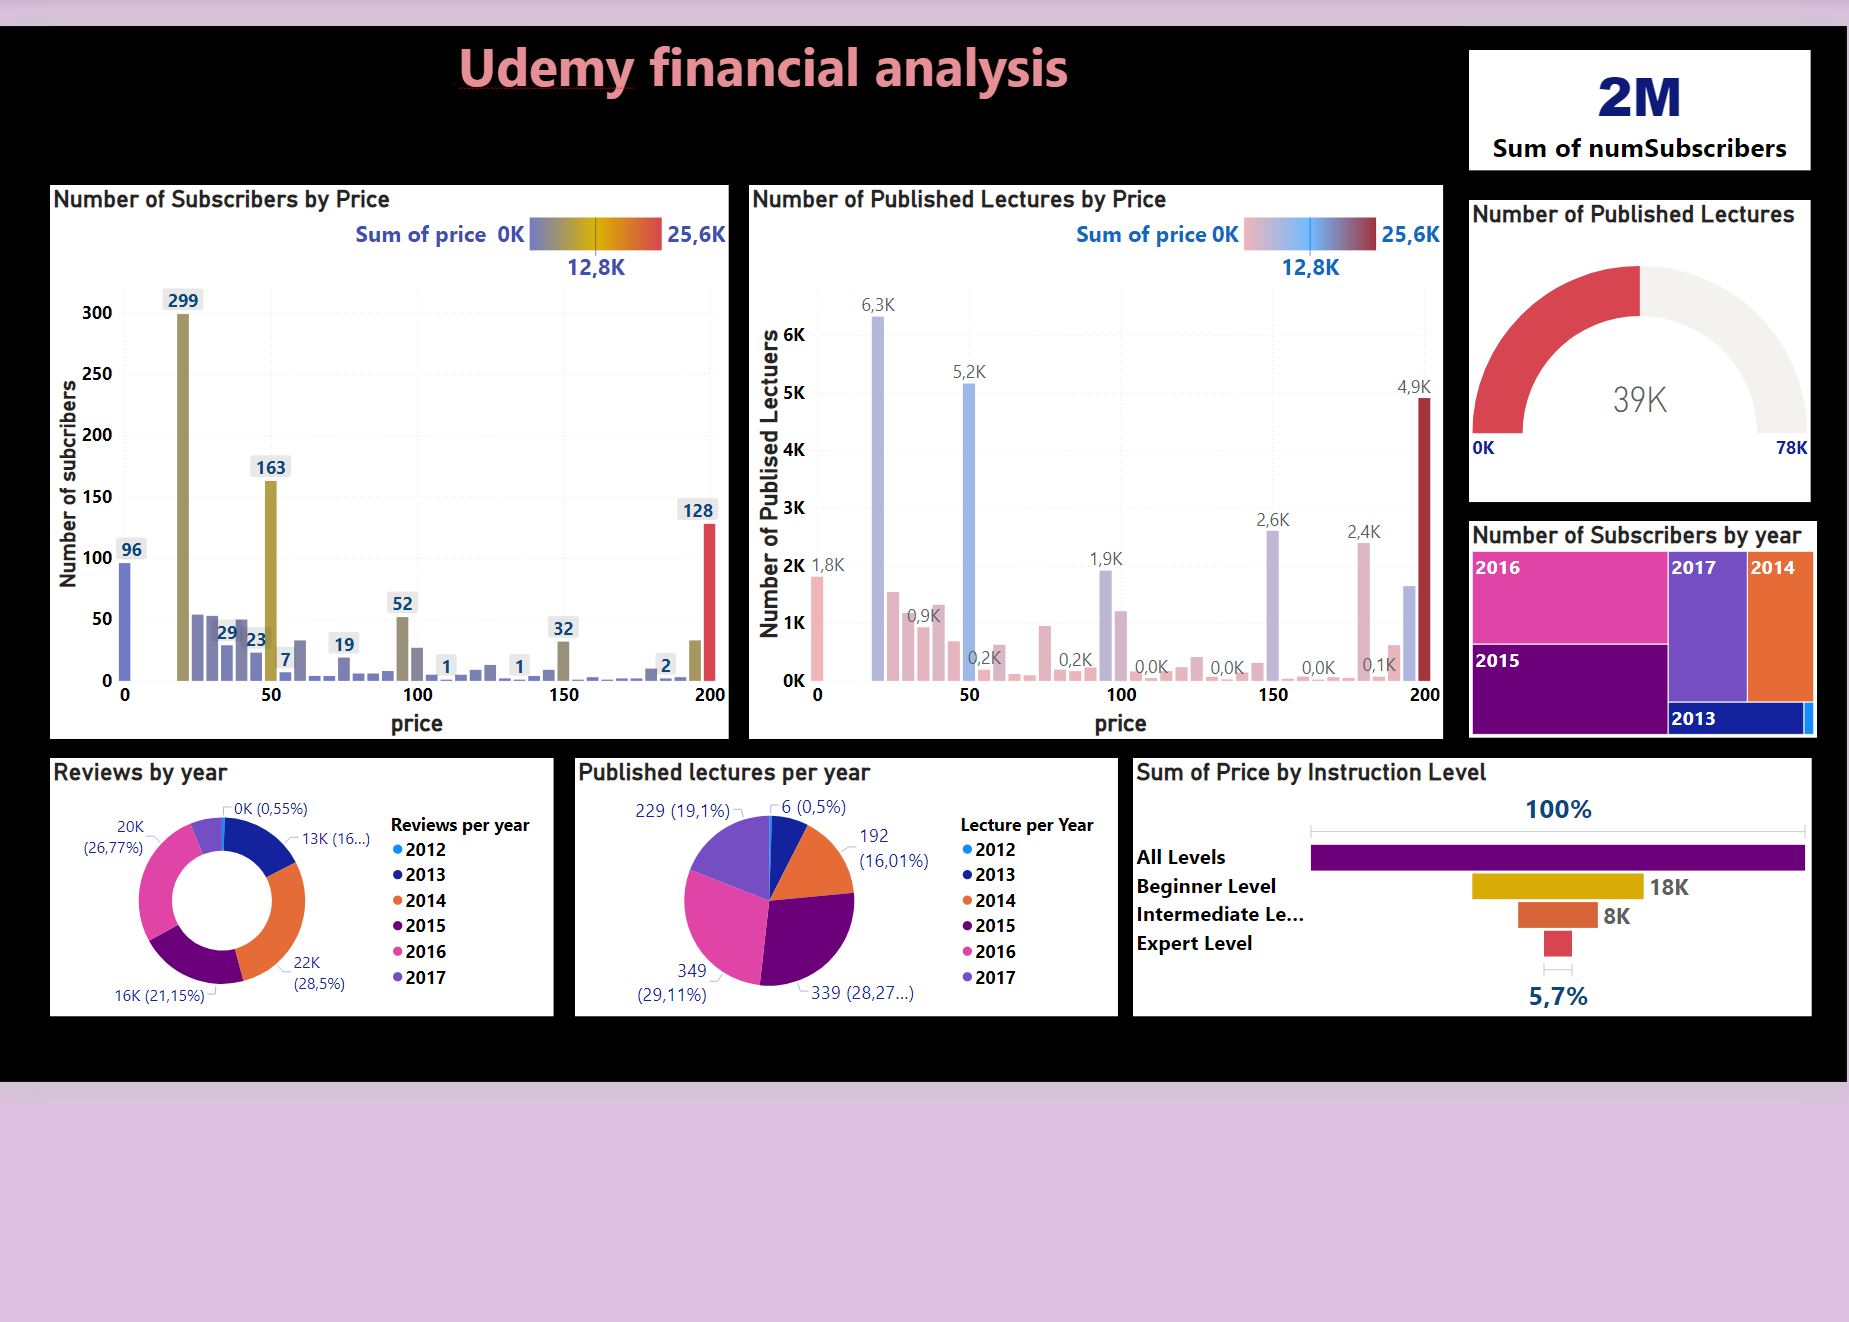 Udemy financial analysis
2M
Sum of numSubscribers
Number of Subscribers by Price
Sum of price 0K 25,6K
12,8K
Number of subcribers
300
250
200
150
100
50
0
299
163
128
96
52
32
29
23
19
7
1
1
2
0 50 100 150 200
price
Number of Published Lectures by Price
Sum of price 0K 25,6K
12,8K
Number of Publised Lectuers
6K
5K
4K
3K
2K
1K
0K
6,3K
5,2K
4,9K
2,6K
2,4K
1,9K
1,8K
0,9K
0,2K
0,2K
0,0K
0,0K
0,0K
0,1K
0 50 100 150 200
price
Number of Published Lectures
39K
0K 78K
Number of Subscribers by year
2016
2017
2014
2015
2013
Reviews by year
0K (0,55%)
13K (16...)
20K
(26,77%)
22K
(28,5%)
16K (21,15%)
Reviews per year
2012
2013
2014
2015
2016
2017
Published lectures per year
229 (19,1%)
6 (0,5%)
192
(16,01%)
349
(29,11%)
339 (28,27...)
Lecture per Year
2012
2013
2014
2015
2016
2017
Sum of Price by Instruction Level
100%
All Levels
Beginner Level 18K
Intermediate Le... 8K
Expert Level
5,7%